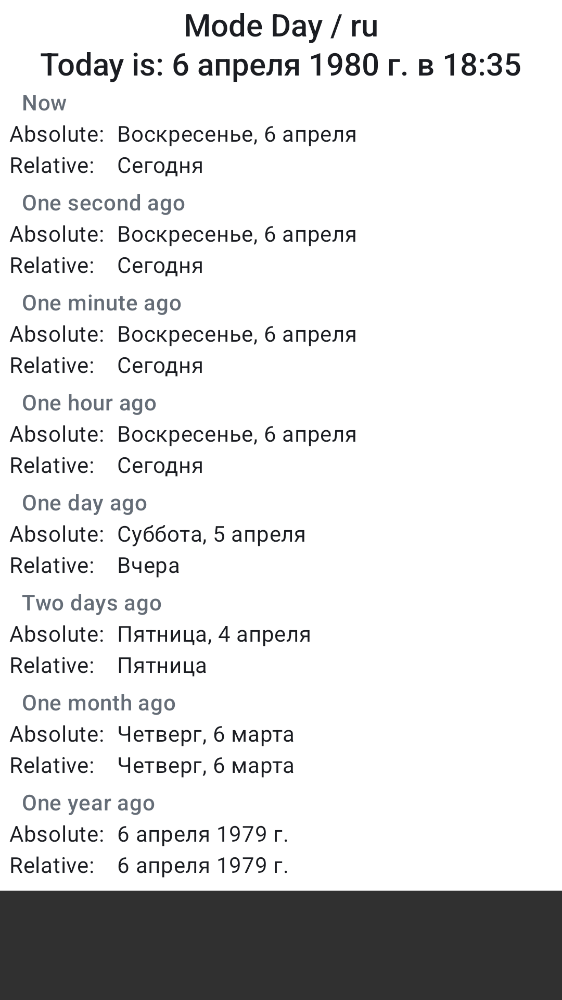 Mode Day / ru
Today is: 6 апреля 1980 г. в 18:35
Now
Absolute: Воскресенье, 6 апреля
Relative: Сегодня
One second ago
Absolute: Воскресенье, 6 апреля
Relative: Сегодня
One minute ago
Absolute: Воскресенье, 6 апреля
Relative: Сегодня
One hour ago
Absolute: Воскресенье, 6 апреля
Relative: Сегодня
One day ago
Absolute: Суббота, 5 апреля
Relative: Вчера
Two days ago
Absolute: Пятница, 4 апреля
Relative: Пятница
One month ago
Absolute: Четверг, 6 марта
Relative: Четверг, 6 марта
One year ago
Absolute: 6 апреля 1979 г.
Relative: 6 апреля 1979 г.